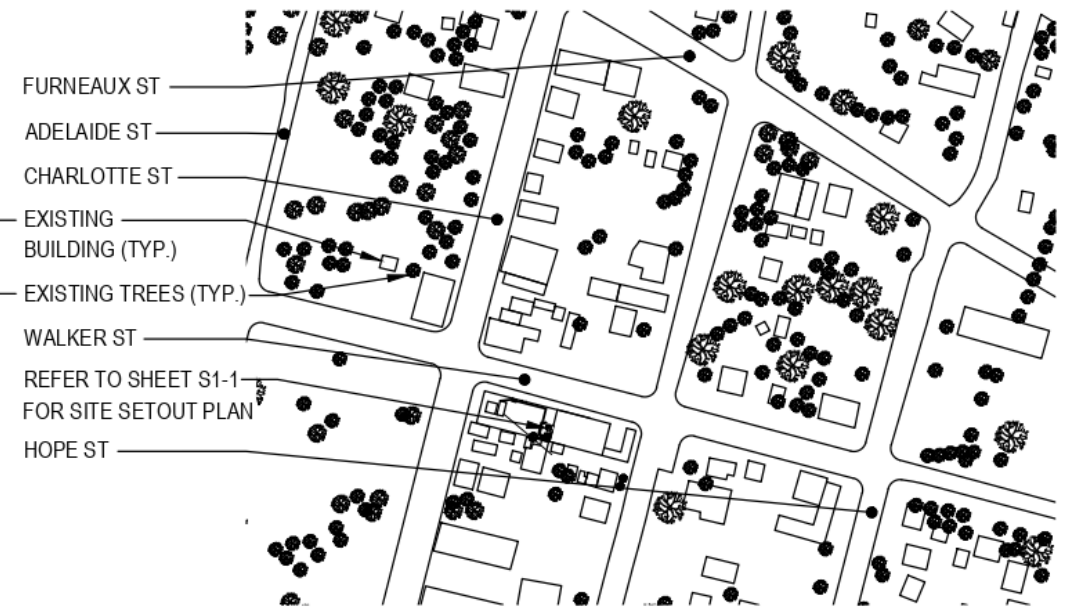 FURNEAUX ST
ADELAIDE ST
CHARLOTTE ST
EXISTING
BUILDING (TYP.)
EXISTING TREES (TYP.)
WALKER ST
REFER TO SHEET S1-1
FOR SITE SETOUT PLAN
HOPE ST